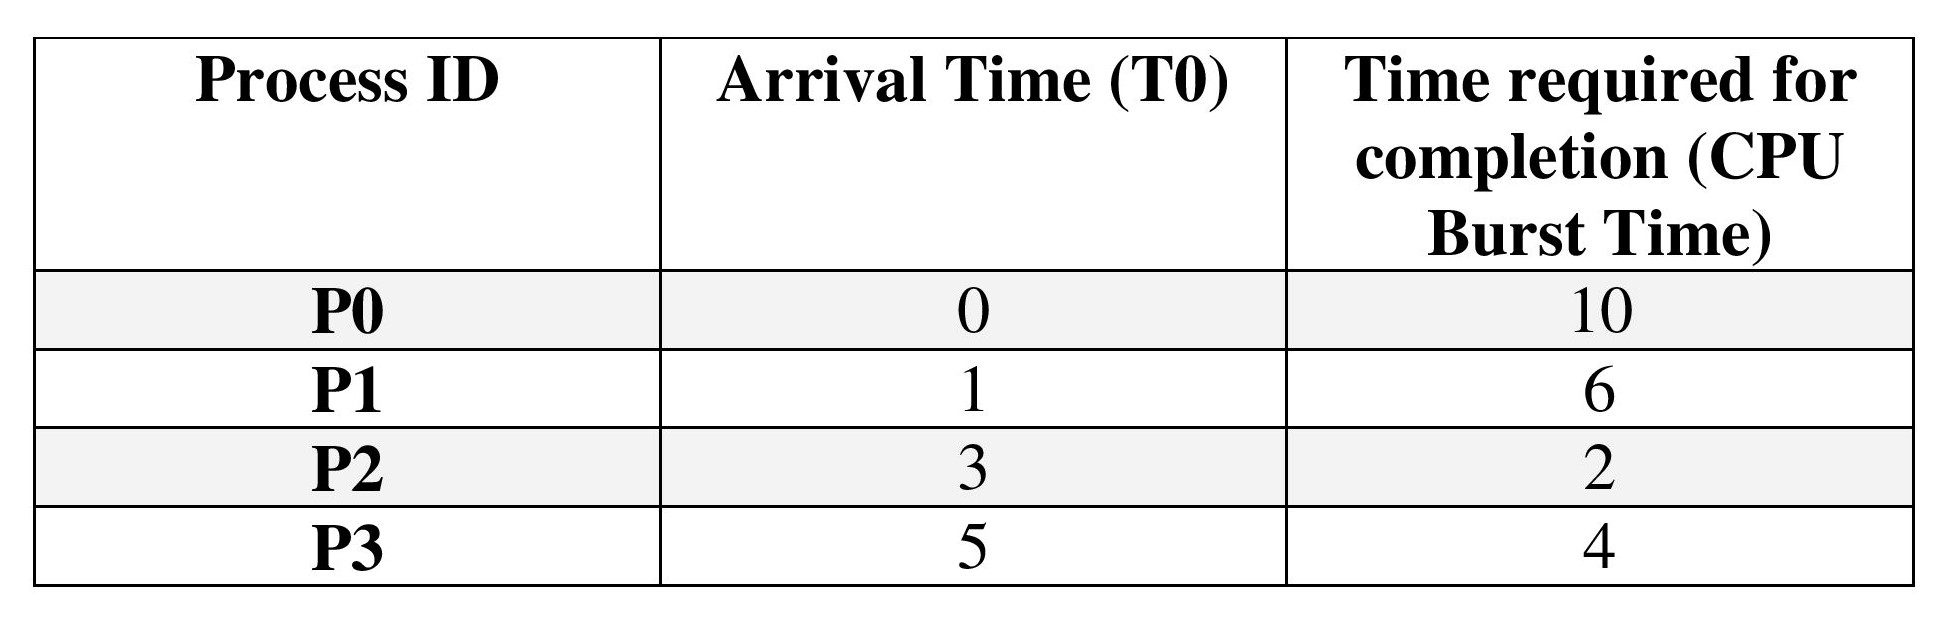 Process ID
Arrival Time (T0)
Time required for
completion (CPU
Burst Time)
P0 0 10
P1 1 6
P2 3 2
P3 5 4